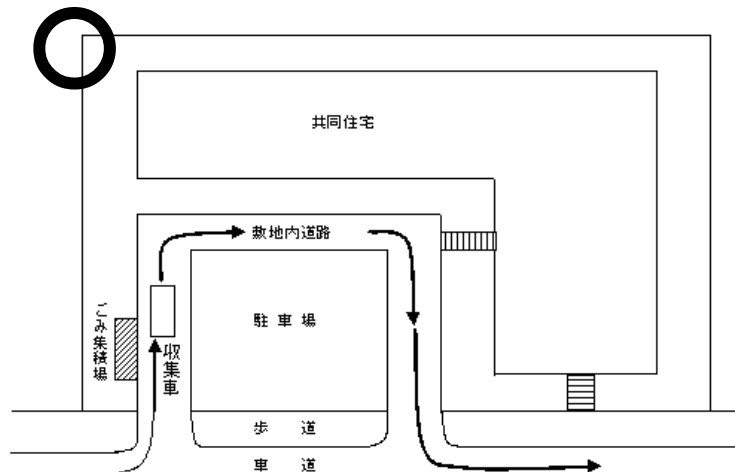 共同住宅
敷地内道路
ごみ集積場
収集車
駐車場
歩道
車道